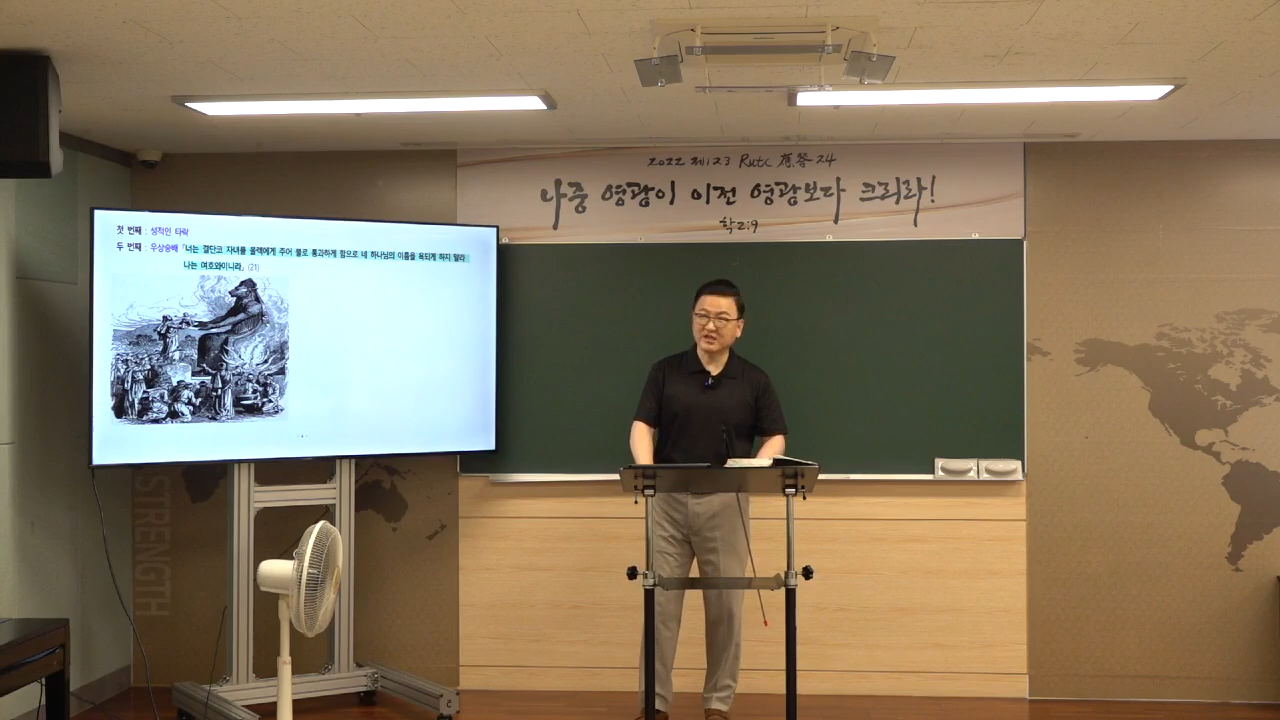 2022 제123 Rutc 應答 24
나중 영광이 이전 영광보다 크리라!
학2:9
첫 번째 : 성적인 타락
두 번째 : 우상숭배 「너는 결단코 자녀를 몰렉에게 주어 불로 통과하게 함으로 네 하나님의 이름을 욕되게 하지 말라
나는 여호와이니라」(21)
STRENGTH